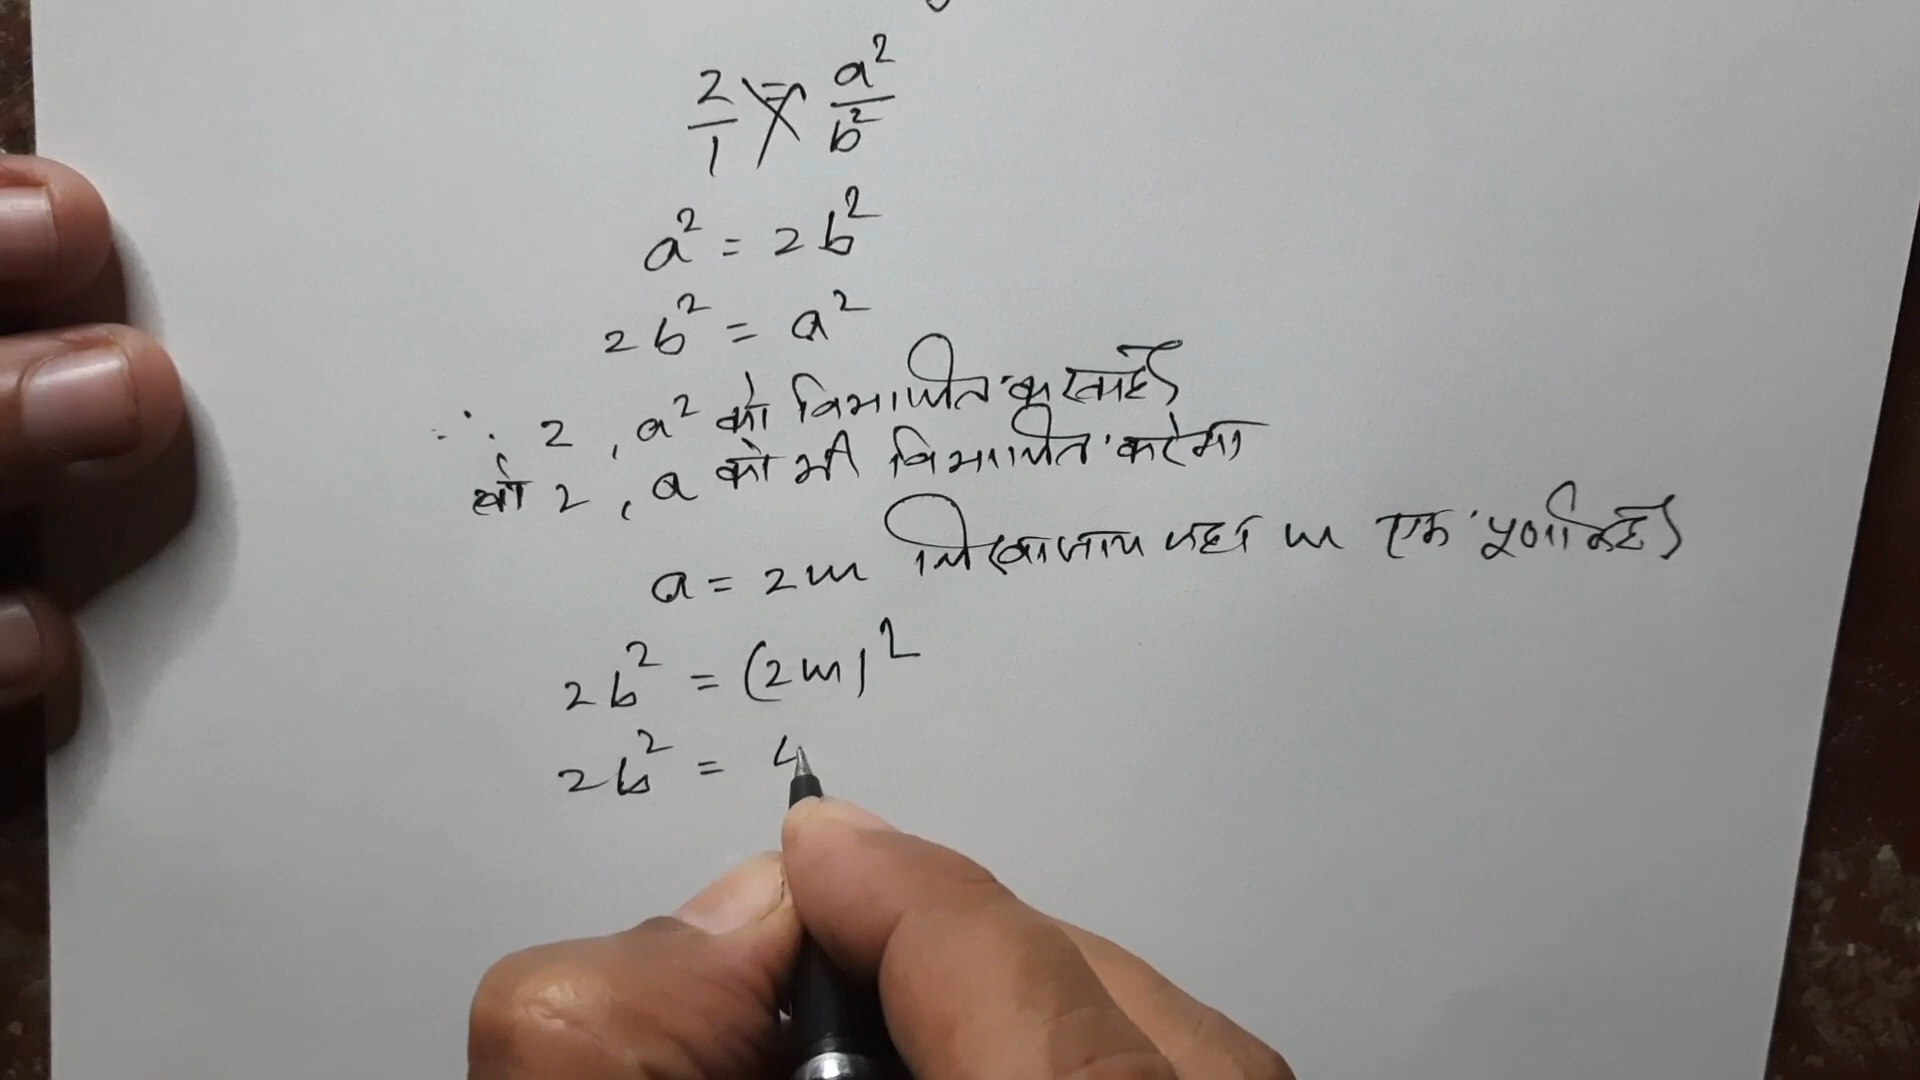 2/1 = a²/b²
a² = 2b²
2b² = a²
∵ 2, a² को विभाजीत करता है
तो 2, a को भी विभाजीत करेगा
a = 2m लिखा जाय जहा m एक पूर्णांक है
2b² = (2m)²
2b² = 4